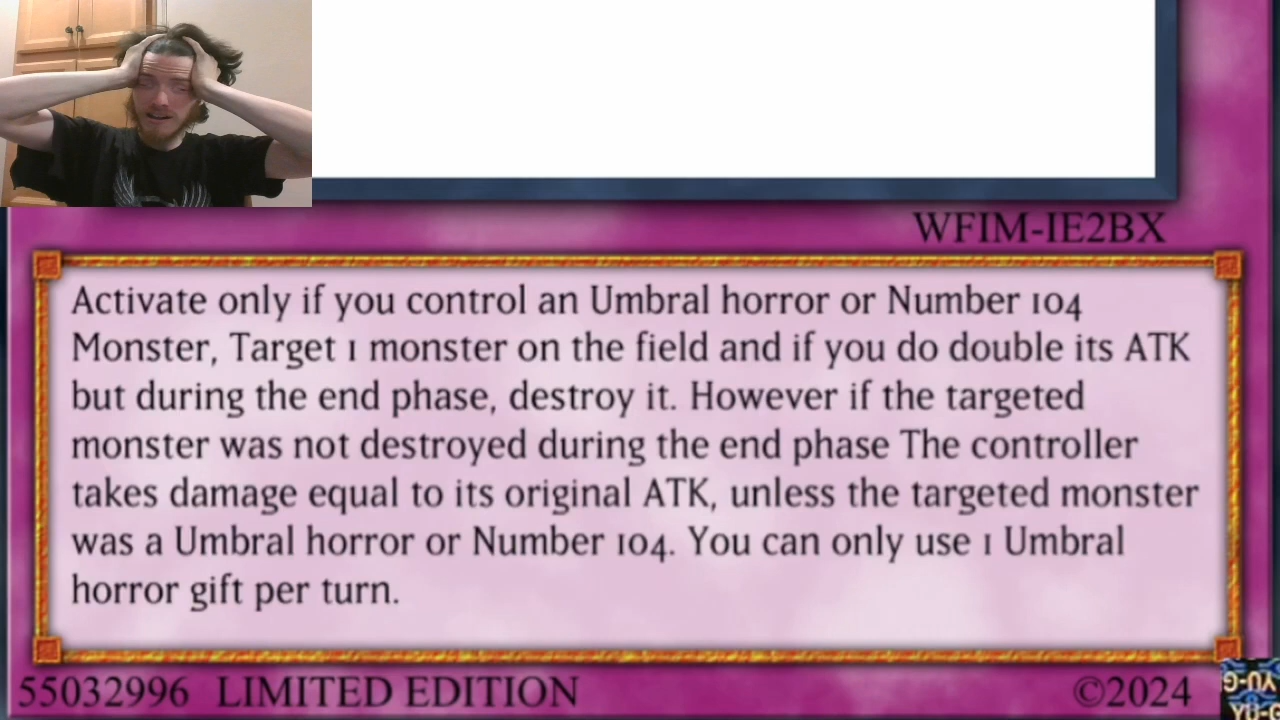 WFIM-IE2BX
Activate only if you control an Umbral horror or Number 104
Monster, Target 1 monster on the field and if you do double its ATK
but during the end phase, destroy it. However if the targeted
monster was not destroyed during the end phase The controller
takes damage equal to its original ATK, unless the targeted monster
was a Umbral horror or Number 104. You can only use 1 Umbral
horror gift per turn.
55032996 LIMITED EDITION ©2024